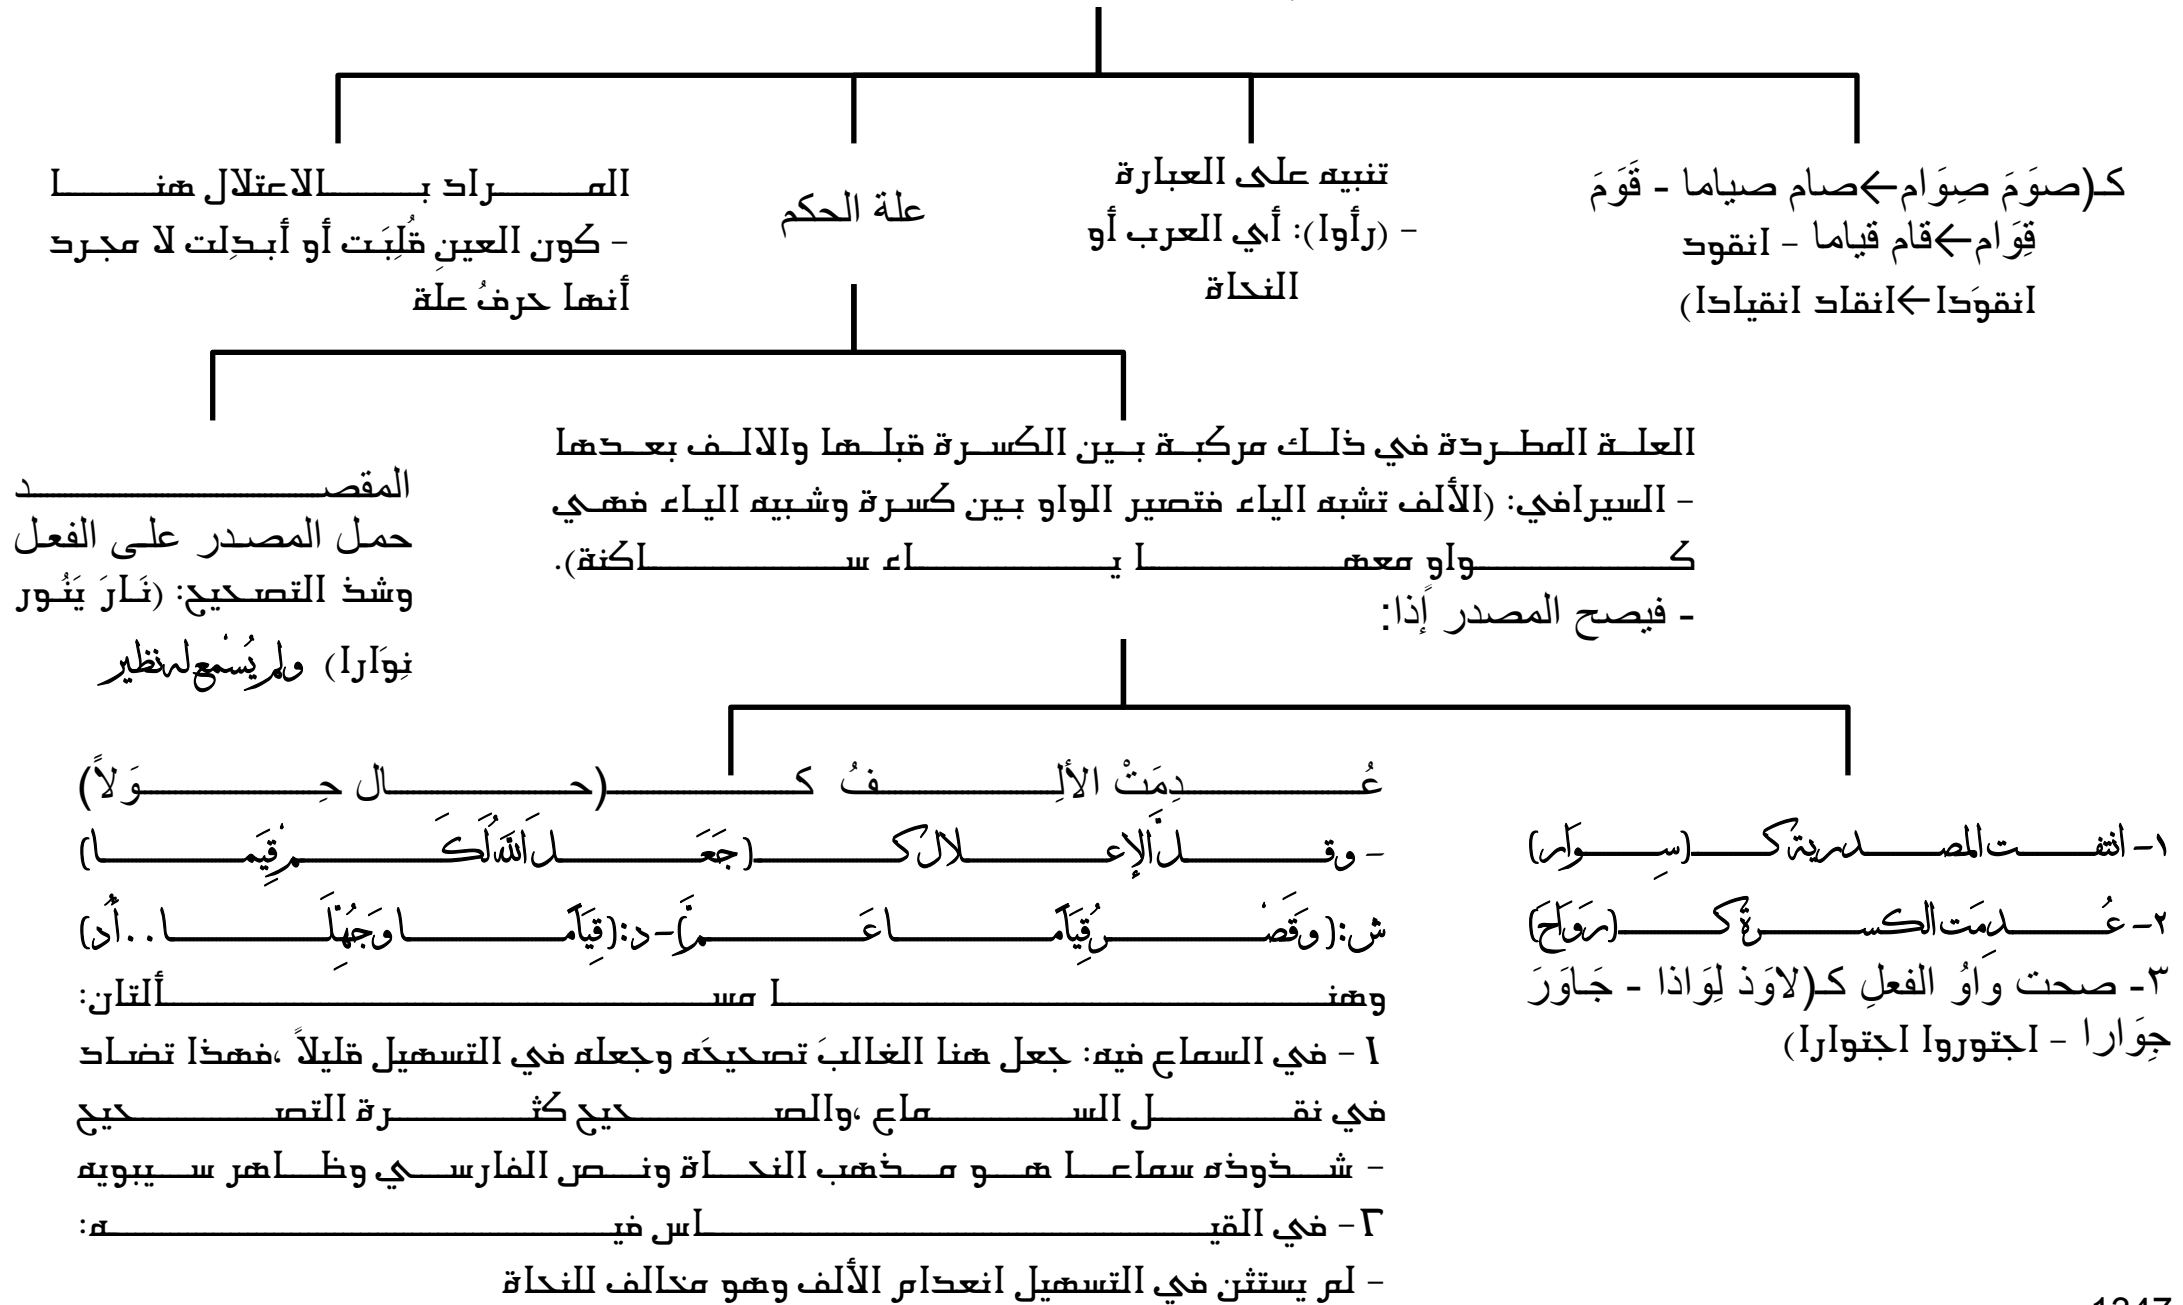 كـ(صوَمَ صِوَام←صام صياما - قَوَمَ
قِوَام←قام قياما - انقود
انقوَدا←انقاد انقيادا)
تنبيه على العبارة
- (رأوا): أي العرب أو
النحاة
علة الحكم
المراد بالاعتلال هنا
- كون العينِ قُلِبَت أو أبدِلت لا مجرد
أنها حرفُ علة
العلة المطردة في ذلك مركبة بين الكسرة قبلها والالف بعدها
- السيرافي: (الألف تشبه الياء فتصير الواو بين كسرة وشبيه الياء فهي
كواو معها ياء ساكنة).
- فيصح المصدر إذا:
المقصد
حمل المصدر على الفعل
وشذ التصحيح: (نَارَ يَنُور
نِوَارا) ولم يُسْمع له نظير
١- انتفت المصدرية كـ(سِوَار)
٢- عُدِمَت الكسرة كـ(رَوَاحَ)
٣- صحت واوُ الفعلِ كـ(لاوَذ لِوَاذا - جَاوَرَ
جِوَارا - اجتوروا اجتوارا)
عُدِمَتْ الألِفُ كـ(حال حِوَلاً)
- وقلَّ الإعلال كـ(جَعَل اَللهُ لَكَم قِيَما)
ش:( وَقَصْرُ قِيَامَا عَمَّ)- د:( قِيَامَا وَجَهُلَا..أُد)
وهنا مسألتان:
١ - في السماع فيه: جعل هنا الغالبَ تصحيحَه وجعله في التسهيل قليلاً ،فهذا تضاد
في نقل السماع ،والصحيح كثرة التصحيح
- شذوذه سماعا هو مذهب النحاة ونص الفارسي وظاهر سيبويه
٢- في القياس فيه:
- لم يستثن في التسهيل انعدام الألف وهو مخالف للنحاة